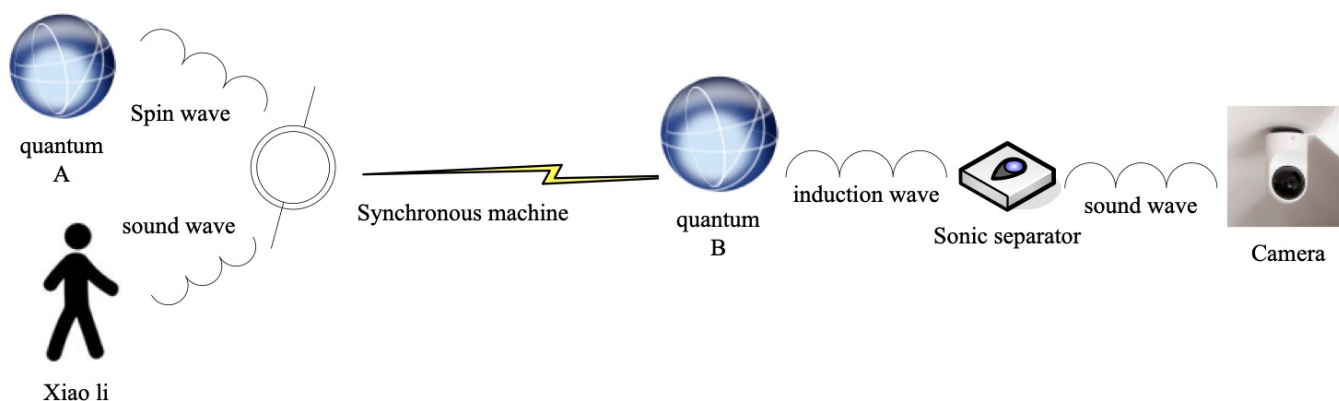 Spin wave
quantum
A
sound wave
Xiao li
Synchronous machine
quantum
B
induction wave
Sonic separator
sound wave
Camera